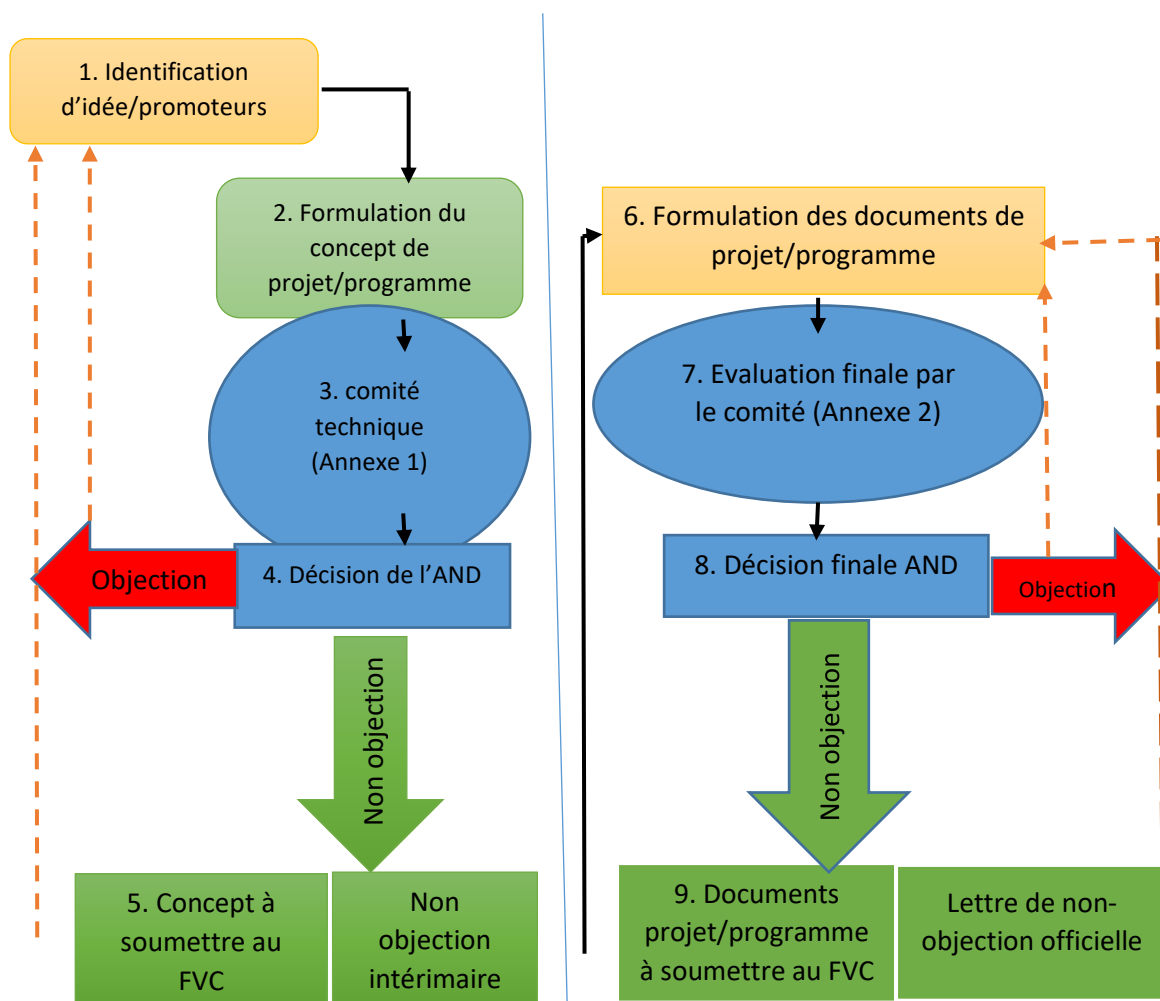 1. Identification
d’idée/promoteurs
2. Formulation du
concept de
projet/programme
3. comité
technique
(Annexe 1)
Objection
4. Décision de l’AND
Non objection
5. Concept à
soumettre au
FVC
Non
objection
intérimaire
6. Formulation des documents de
projet/programme
7. Evaluation finale par
le comité (Annexe 2)
8. Décision finale AND
Objection
Non objection
9. Documents
projet/programme
à soumettre au FVC
Lettre de non-
objection officielle